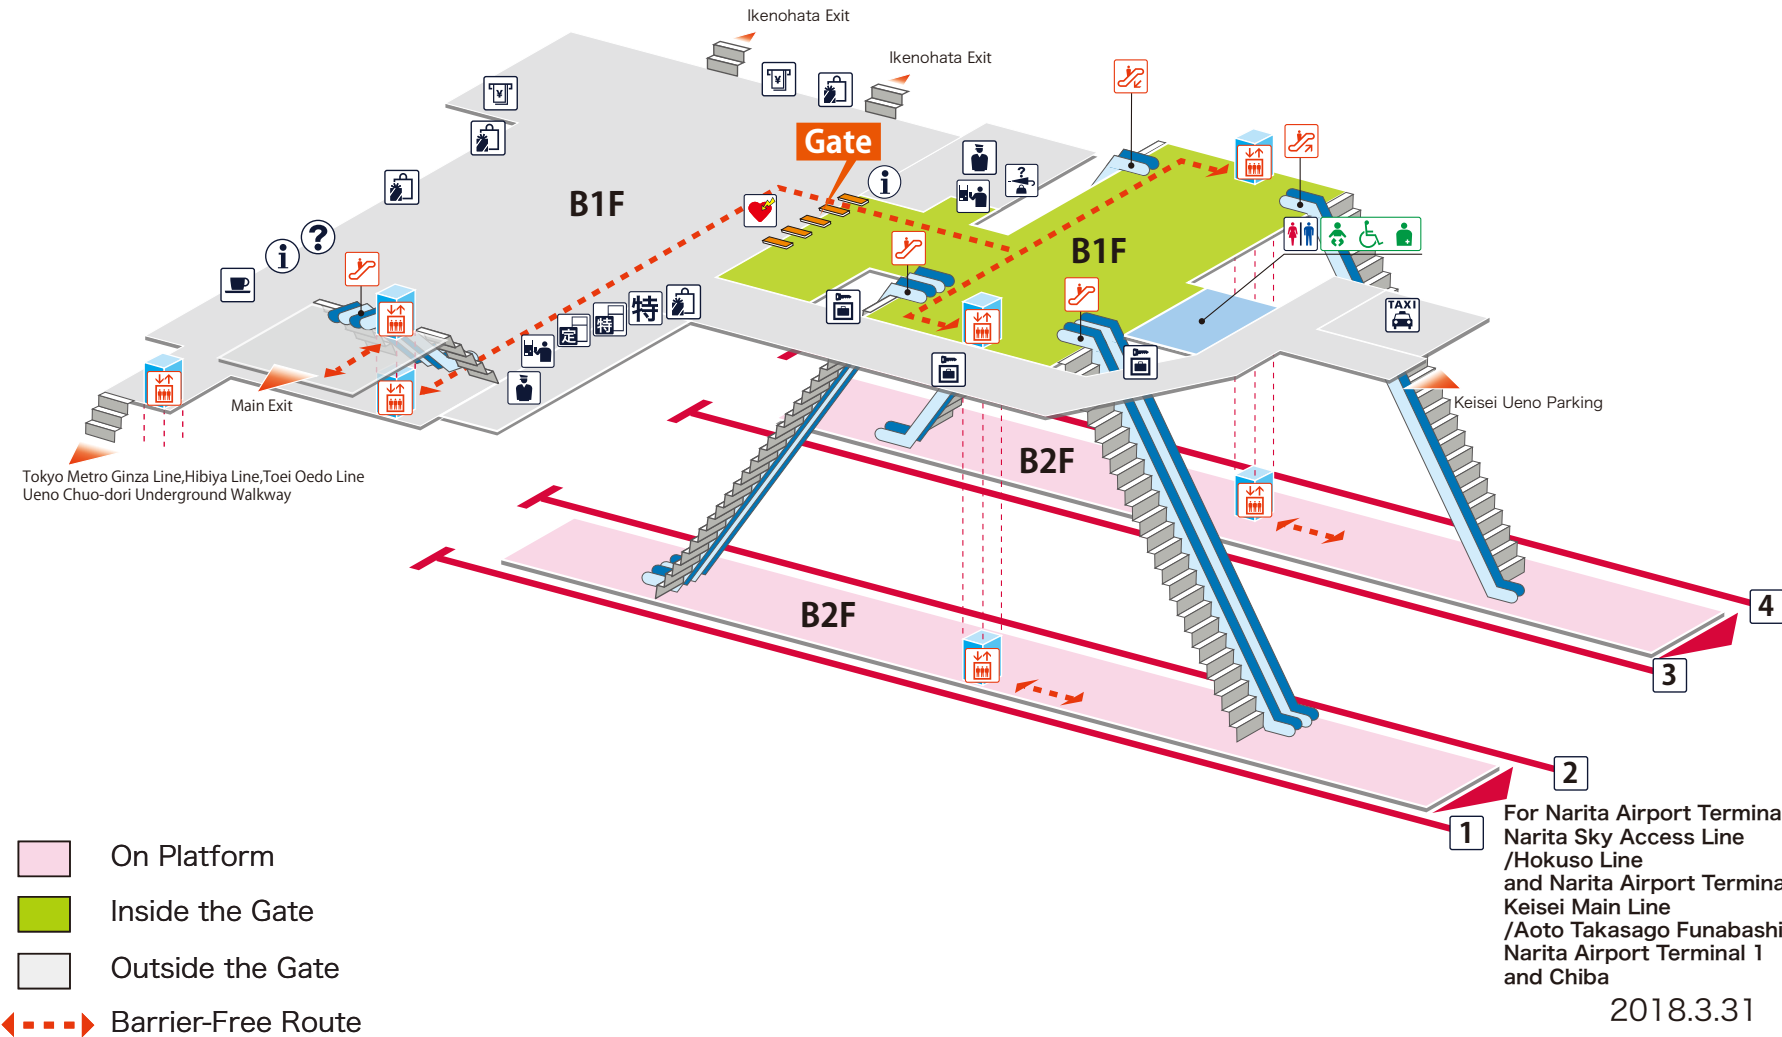 Ikenohata Exit
Ikenohata Exit
¥
¥
Gate
i
?
B1F
B1F
?
i
定
特
特
TAXI
Main Exit
Keisei Ueno Parking
Tokyo Metro Ginza Line,Hibiya Line,Toei Oedo Line
Ueno Chuo-dori Underground Walkway
B2F
B2F
4
3
2
1
For Narita Airport Termina
Narita Sky Access Line
/Hokuso Line
and Narita Airport Termina
Keisei Main Line
/Aoto Takasago Funabashi
Narita Airport Terminal 1
and Chiba
2018.3.31
On Platform
Inside the Gate
Outside the Gate
Barrier-Free Route